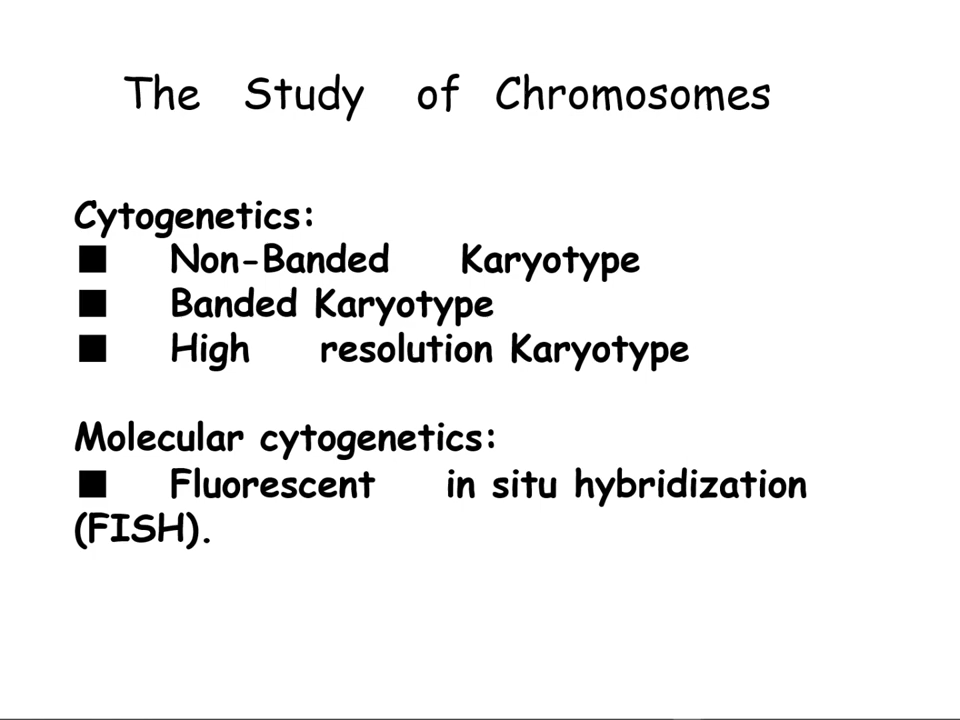 The Study of Chromosomes
Cytogenetics:
■ Non-Banded Karyotype
■ Banded Karyotype
■ High resolution Karyotype
Molecular cytogenetics:
■ Fluorescent in situ hybridization
(FISH).